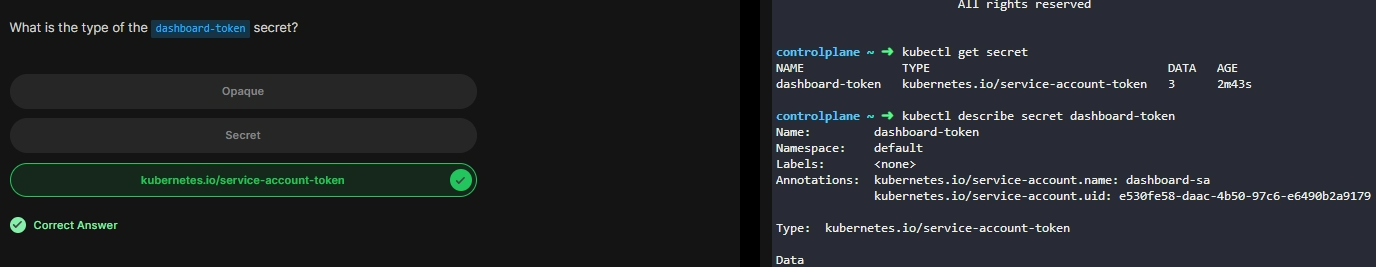 What is the type of the dashboard-token secret?
Opaque
Secret
kubernetes.io/service-account-token
Correct Answer
All rights reserved
controlplane ~ ➜ kubectl get secret
NAME TYPE DATA AGE
dashboard-token kubernetes.io/service-account-token 3 2m43s
controlplane ~ ➜ kubectl describe secret dashboard-token
Name: dashboard-token
Namespace: default
Labels: <none>
Annotations: kubernetes.io/service-account.name: dashboard-sa
kubernetes.io/service-account.uid: e530fe58-daac-4b50-97c6-e6490b2a9179
Type: kubernetes.io/service-account-token
Data